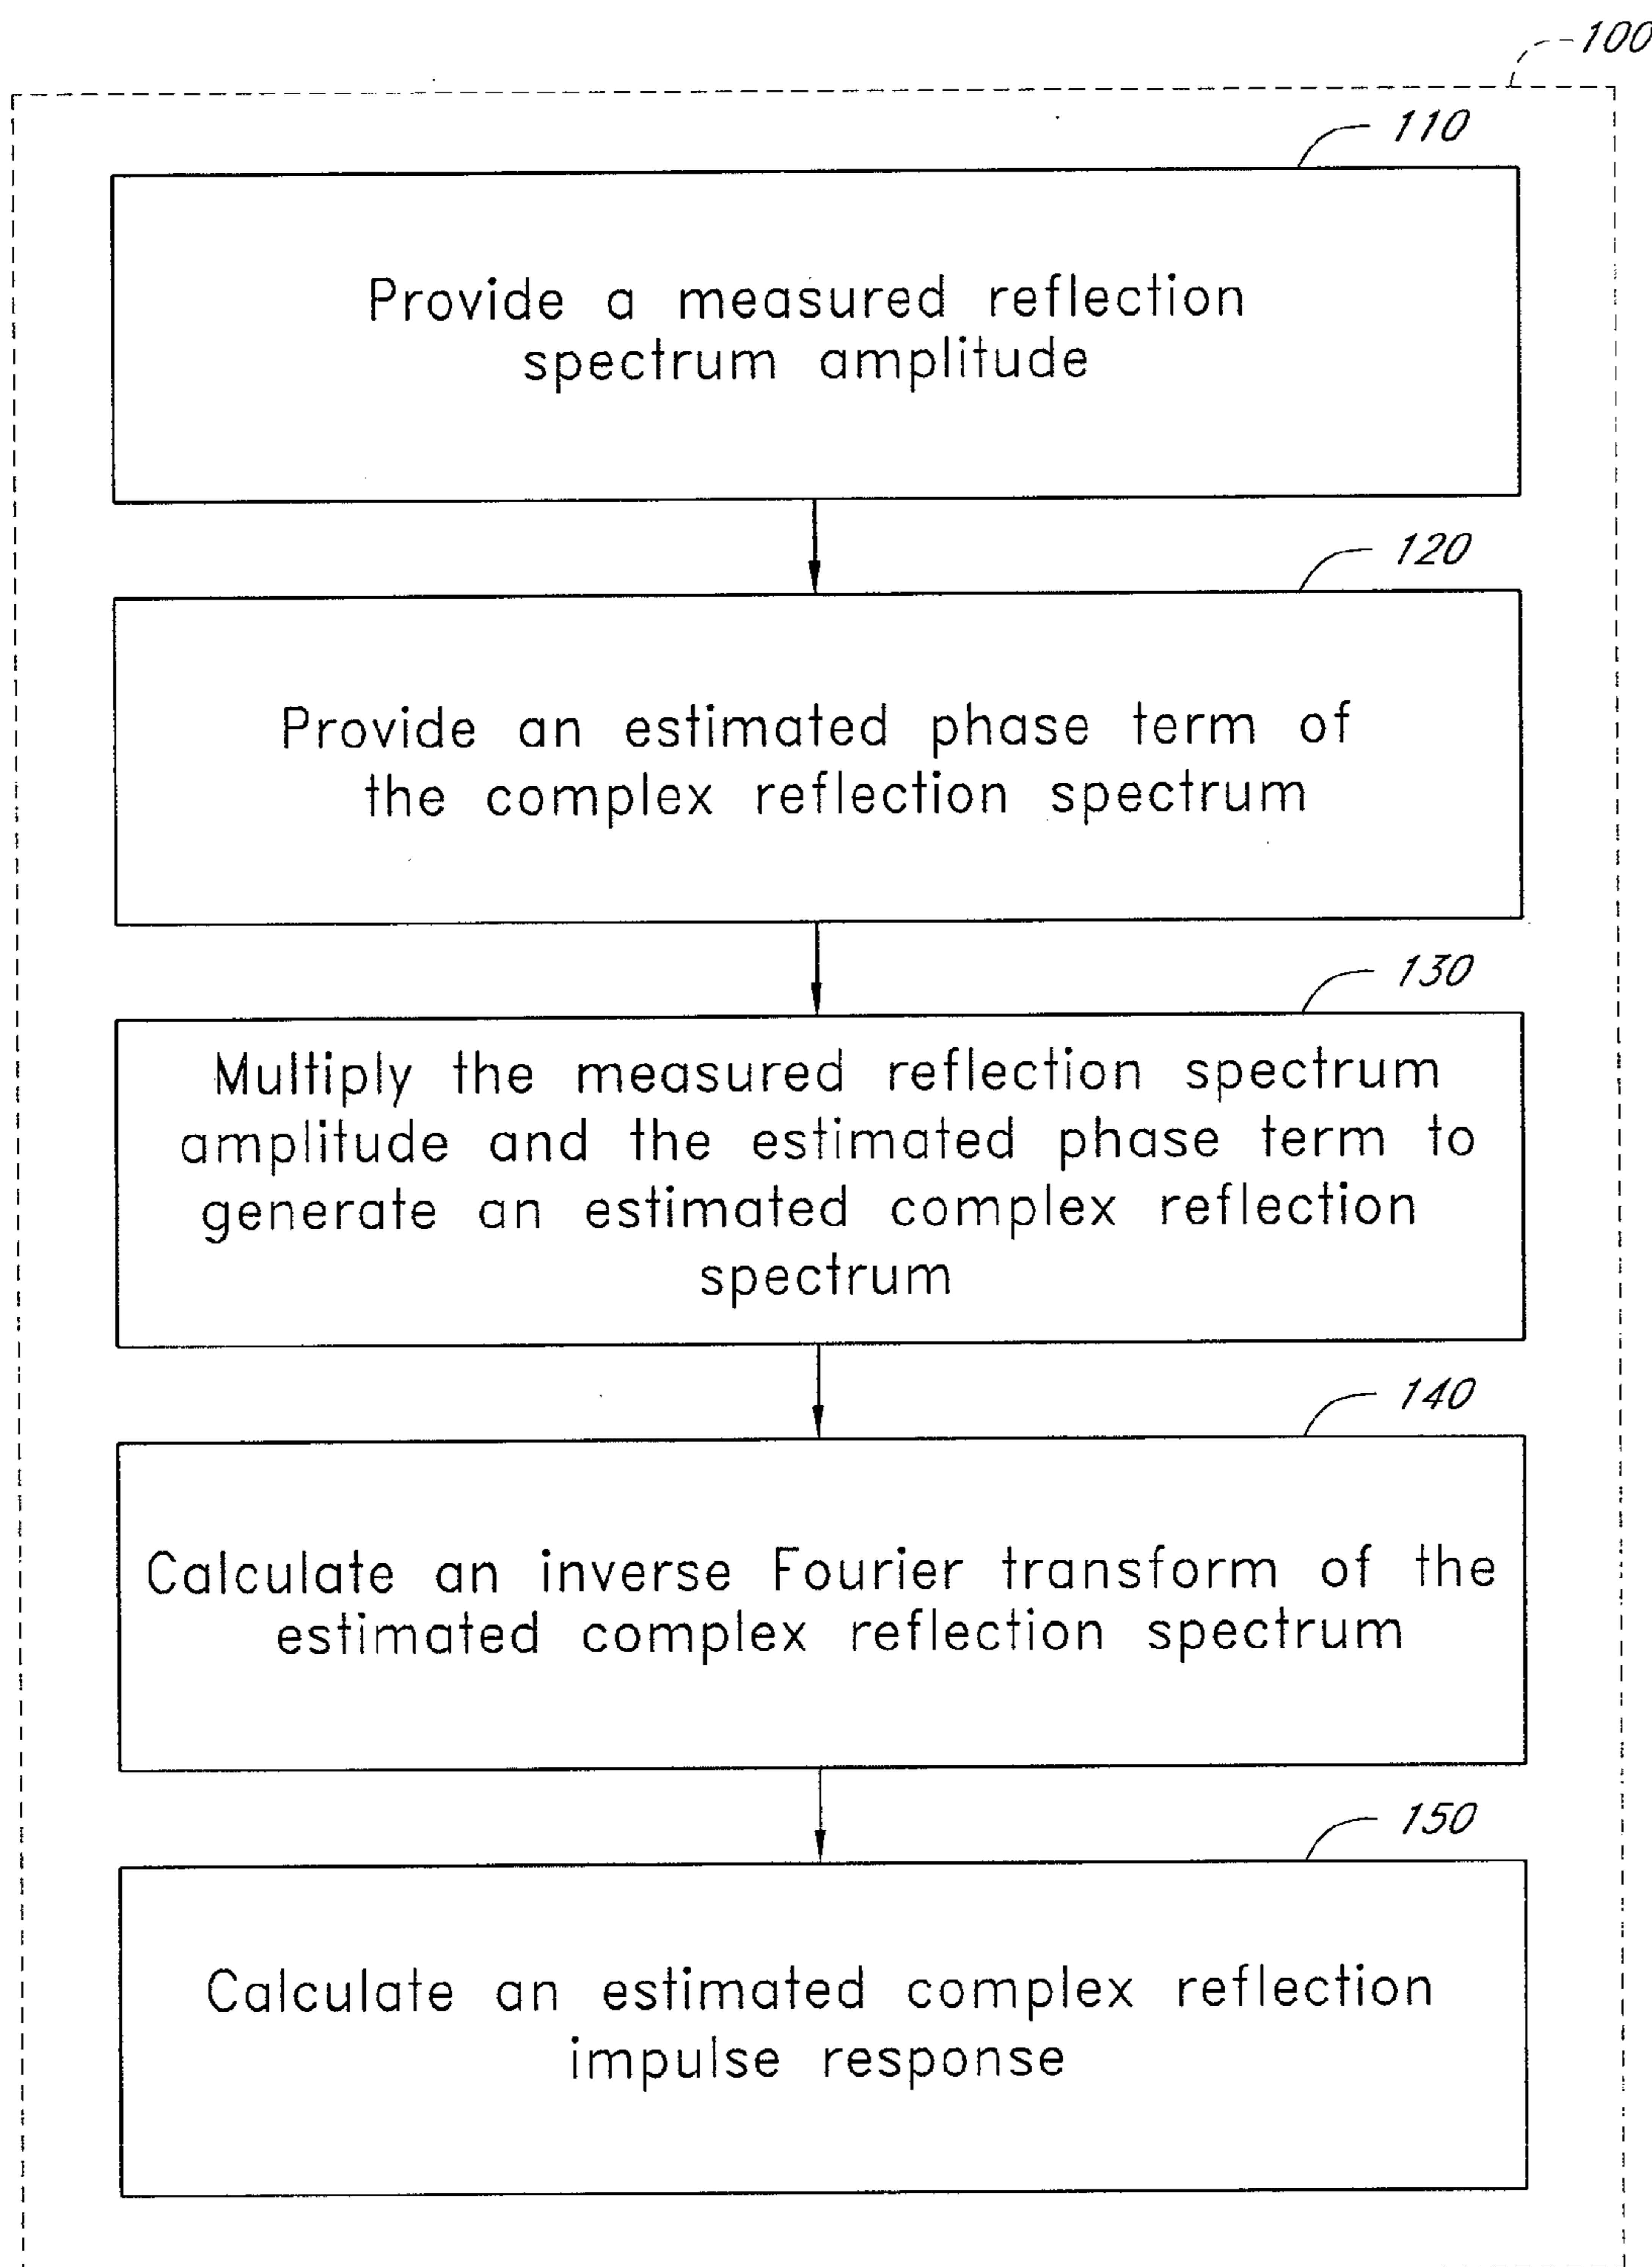 100
110
Provide a measured reflection
spectrum amplitude
120
Provide an estimated phase term of
the complex reflection spectrum
130
Multiply the measured reflection spectrum
amplitude and the estimated phase term to
generate an estimated complex reflection
spectrum
140
Calculate an inverse Fourier transform of the
estimated complex reflection spectrum
150
Calculate an estimated complex reflection
impulse response